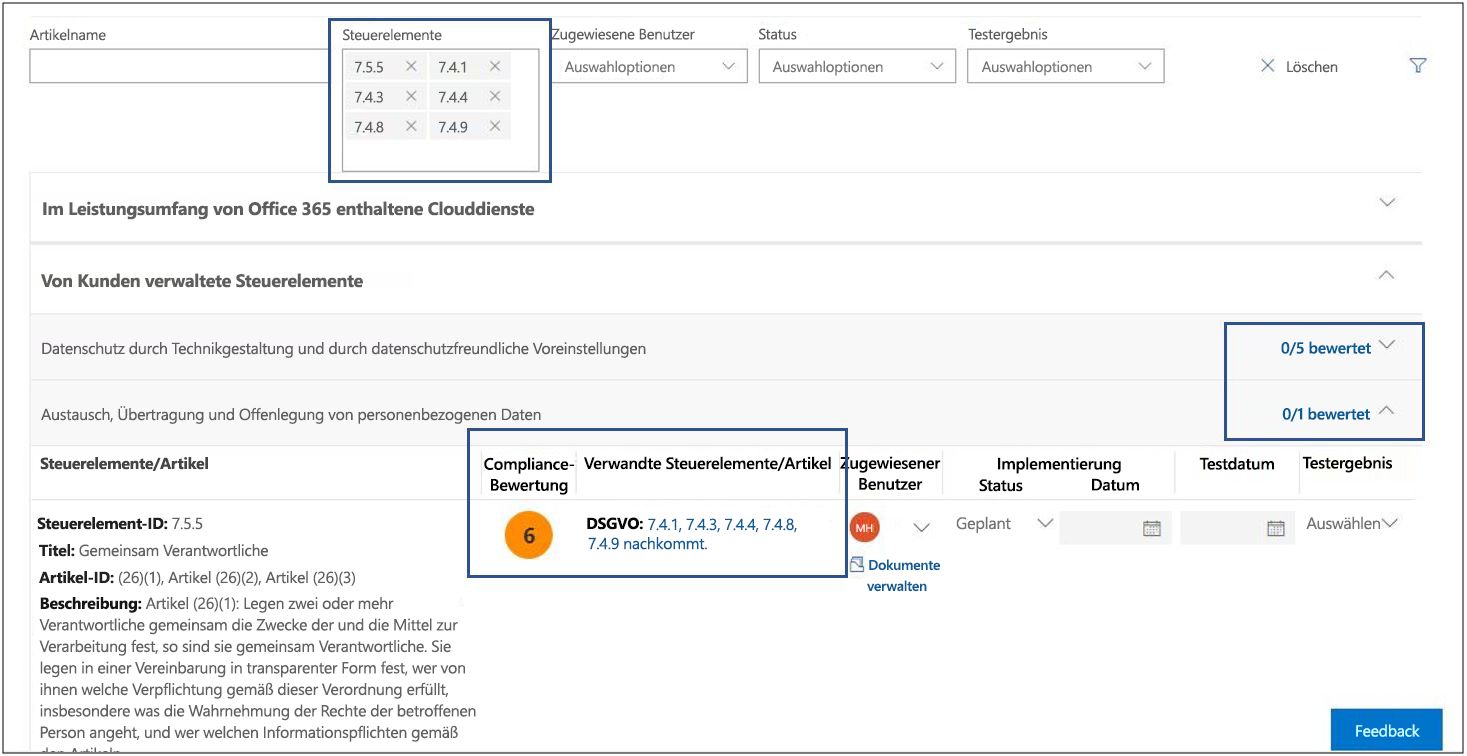 Artikelname
Steuerelemente
Zugewiesene Benutzer
Status
Testergebnis
7.5.5 7.4.1
7.4.3 7.4.4
7.4.8 7.4.9
Auswahloptionen
Auswahloptionen
Auswahloptionen
Löschen
Im Leistungsumfang von Office 365 enthaltene Clouddienste
Von Kunden verwaltete Steuerelemente
Datenschutz durch Technikgestaltung und durch datenschutzfreundliche Voreinstellungen
0/5 bewertet
Austausch, Übertragung und Offenlegung von personenbezogenen Daten
0/1 bewertet
Steuerelemente/Artikel
Compliance-
Bewertung
Verwandte Steuerelemente/Artikel
Zugewiesener
Benutzer
Implementierung
Status Datum
Testdatum
Testergebnis
Steuerelement-ID: 7.5.5
Titel: Gemeinsam Verantwortliche
Artikel-ID: (26)(1), Artikel (26)(2), Artikel (26)(3)
Beschreibung: Artikel (26)(1): Legen zwei oder mehr
Verantwortliche gemeinsam die Zwecke der und die Mittel zur
Verarbeitung fest, so sind sie gemeinsam Verantwortliche. Sie
legen in einer Vereinbarung in transparenter Form fest, wer von
ihnen welche Verpflichtung gemäß dieser Verordnung erfüllt,
insbesondere was die Wahrnehmung der Rechte der betroffenen
Person angeht, und wer welchen Informationspflichten gemäß
6
DSGVO: 7.4.1, 7.4.3, 7.4.4, 7.4.8,
7.4.9 nachkommt.
MH
Dokumente
verwalten
Geplant
Auswählen
Feedback